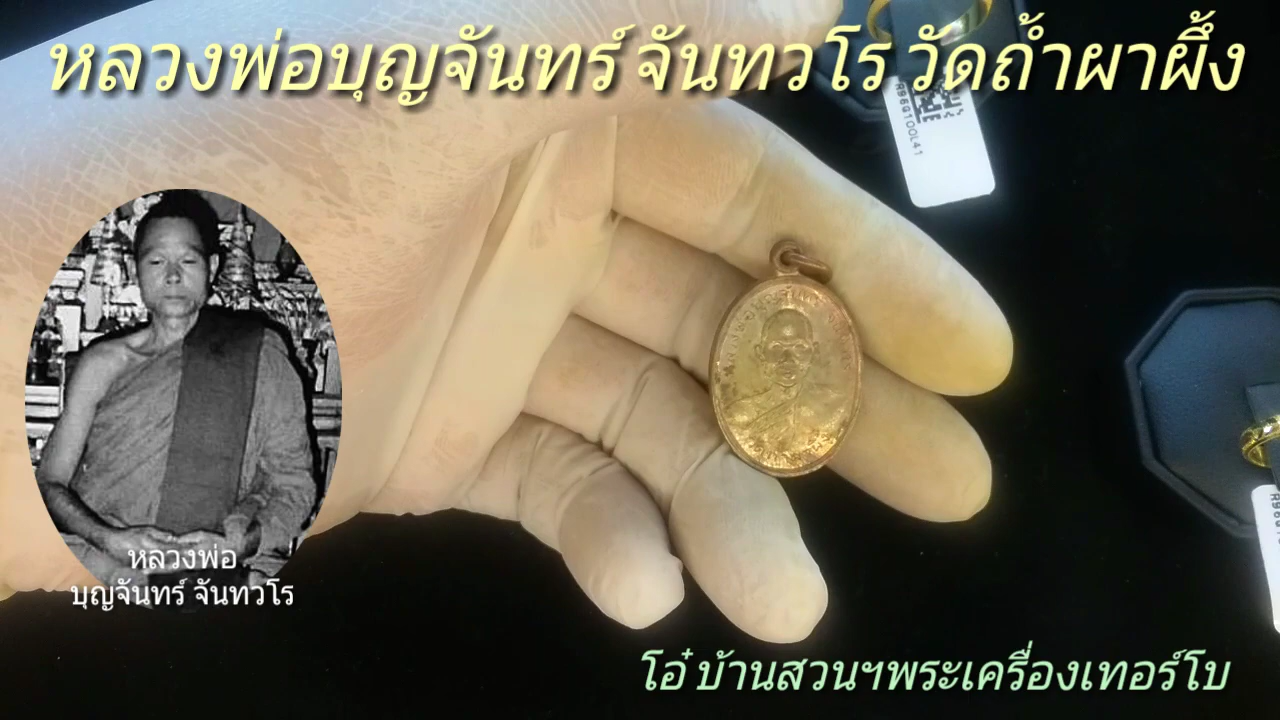 หลวงพ่อบุญจันทร์ จันทวโร วัดถ้ำผาผึ้ง
R98G100L41
หลวงพ่อ
บุญจันทร์ จันทวโร
โอ๋ บ้านสวนฯพระเครื่องเทอร์โบ